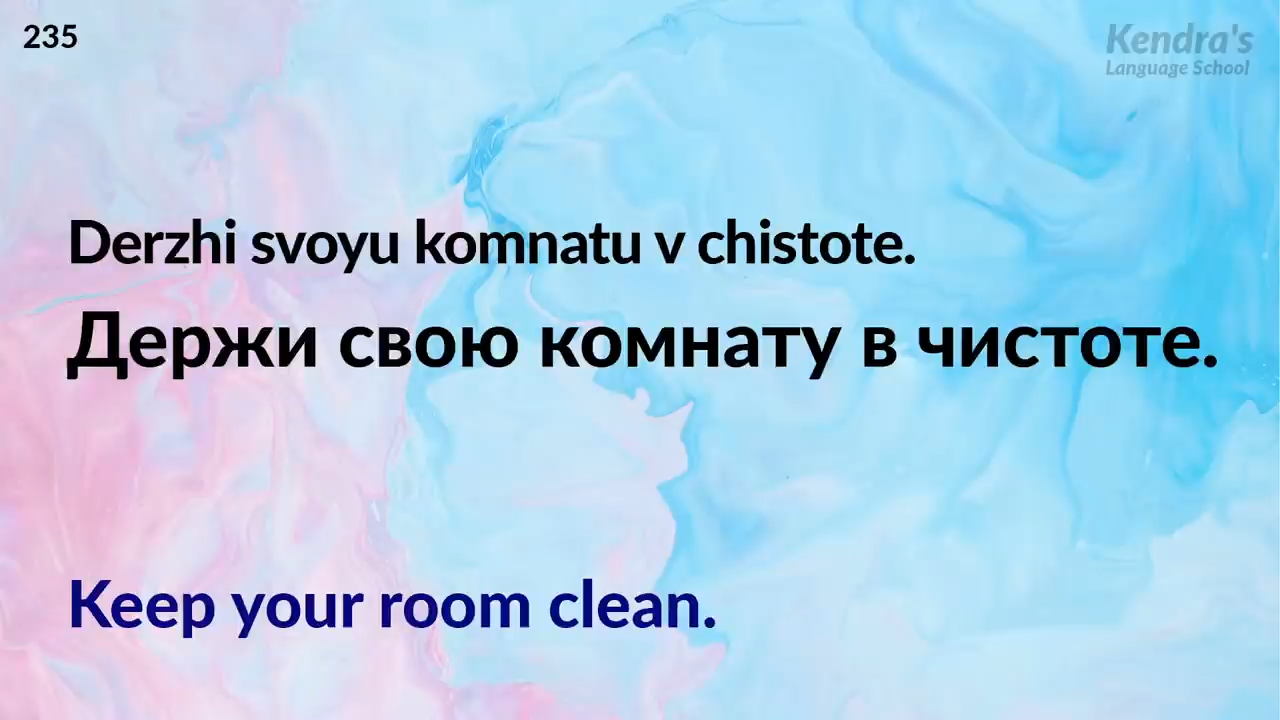 235
Kendra's
Language School
Derzhi svoyu komnatu v chistote.
Держи свою комнату в чистоте.
Keep your room clean.